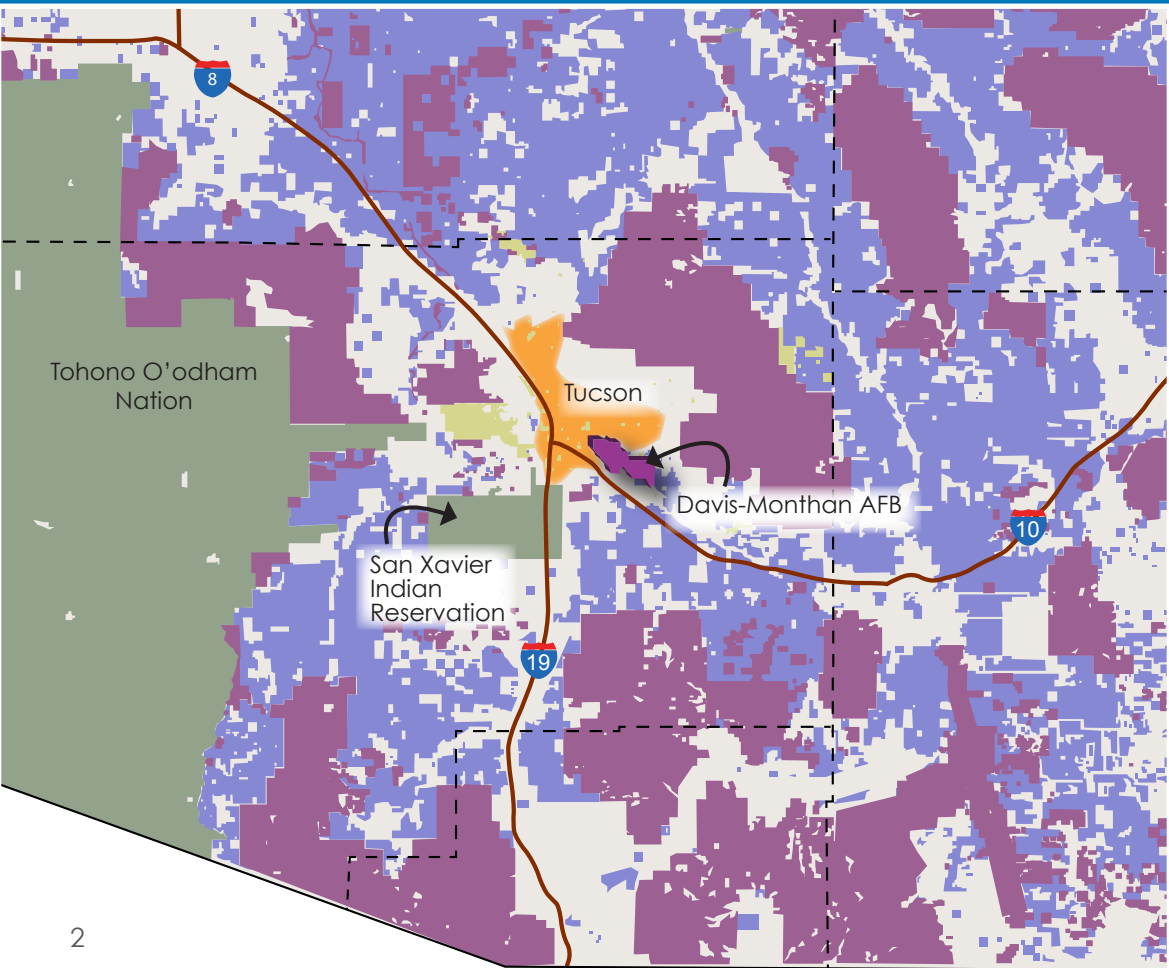 8
Tohono O’odham
Nation
Tucson
Davis-Monthan AFB
10
San Xavier
Indian
Reservation
19
2